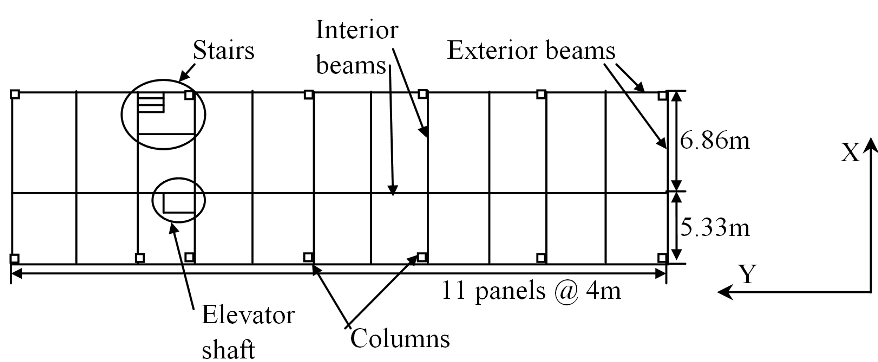 Stairs
Interior
beams
Exterior beams
6.86m
X
5.33m
Y
11 panels @ 4m
Elevator
shaft
Columns